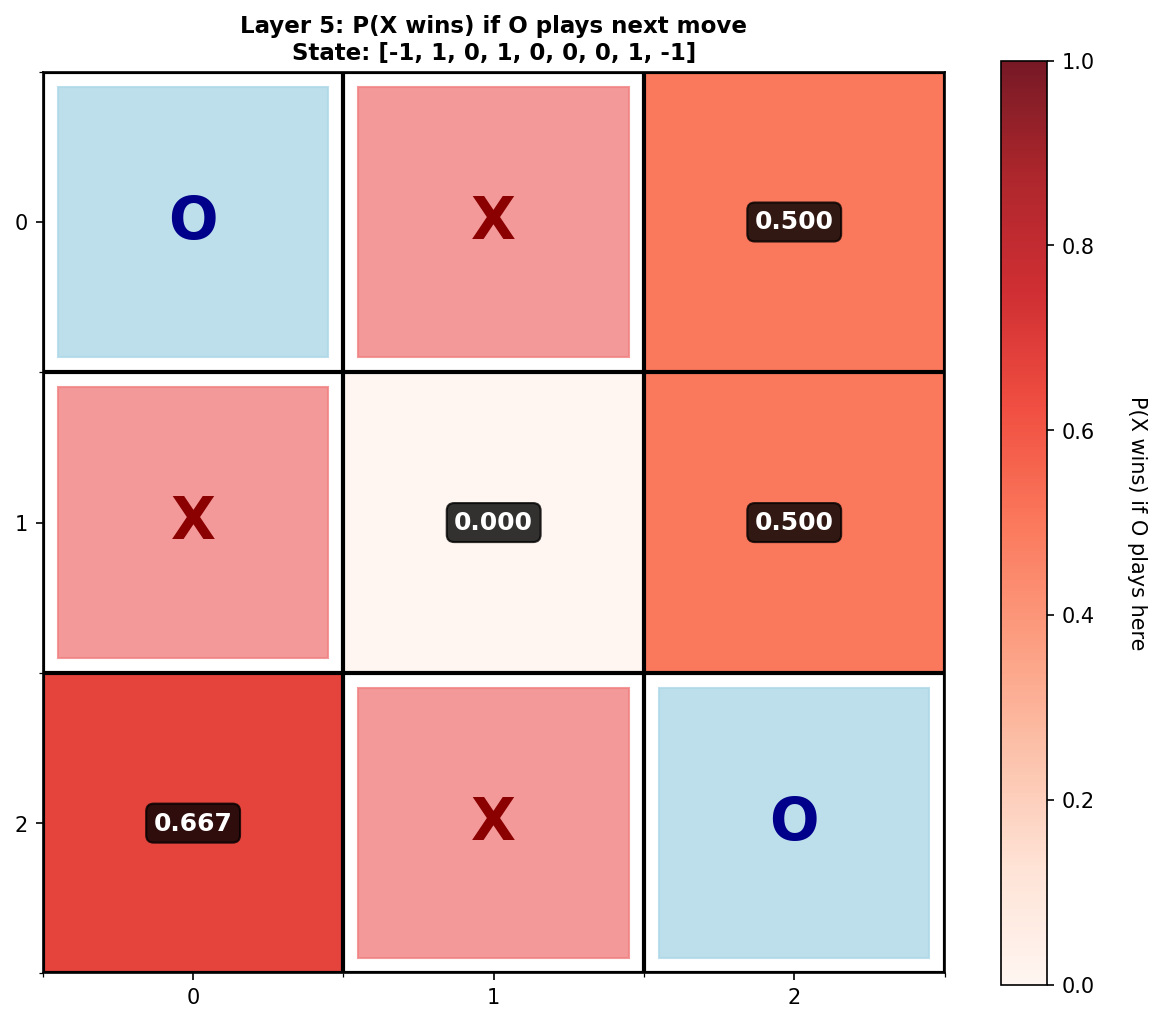 Layer 5: P(X wins) if O plays next move
State: [-1, 1, 0, 1, 0, 0, 0, 1, -1]
O X 0.500
0
X 0.000 0.500
1
0.667 X O
2
0 1 2
1.0
0.8
0.6
0.4
0.2
0.0
P(X wins) if O plays here